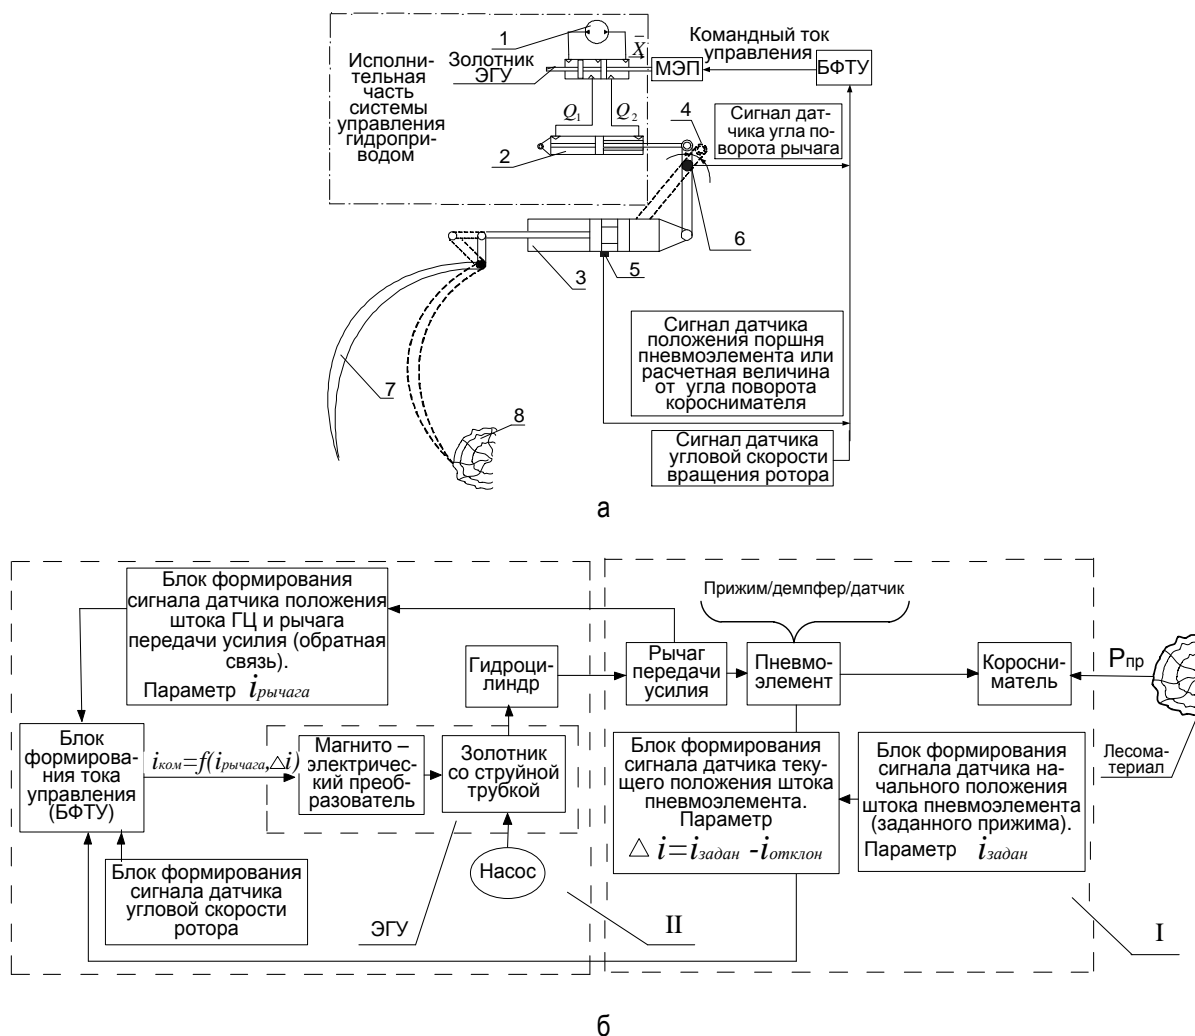 1
X̄
Командный ток
управления
Исполни-
тельная
часть
системы
управления
гидропри-
водом
Золотник
ЭГУ
МЭП
БФТУ
Q1
Q2
4
Сигнал дат-
чика угла по-
ворота рычага
2
6
3
5
Сигнал датчика
положения поршня
пневмоэлемента или
расчетная величина
от угла поворота
короснимателя
7
8
Сигнал датчика
угловой скорости
вращения ротора
а
Блок формирования
сигнала датчика положения
штока ГЦ и рычага
передачи усилия (обратная
связь).
Параметр iрычага
Прижим/демпфер/датчик
Гидроци-
линдр
Рычаг
передачи
усилия
Пневмо-
элемент
Коросни-
матель
Pпр
Блок
формирова-
ния тока
управления
(БФТУ)
iком=f(iрычага,△i)
Магнито –
электриче-
ский преоб-
разователь
Золотник
со струйной
трубкой
Блок формирования
сигнала датчика теку-
щего положения штока
пневмоэлемента.
Параметр
△ i=iзадан -iотклон
Блок формирования
сигнала датчика на-
чального положения
штока пневмоэлемента
(заданного прижима).
Параметр iзадан
Лесома-
териал
Насос
Блок формирования
сигнала датчика
угловой скорости
ротора
ЭГУ
II
I
б